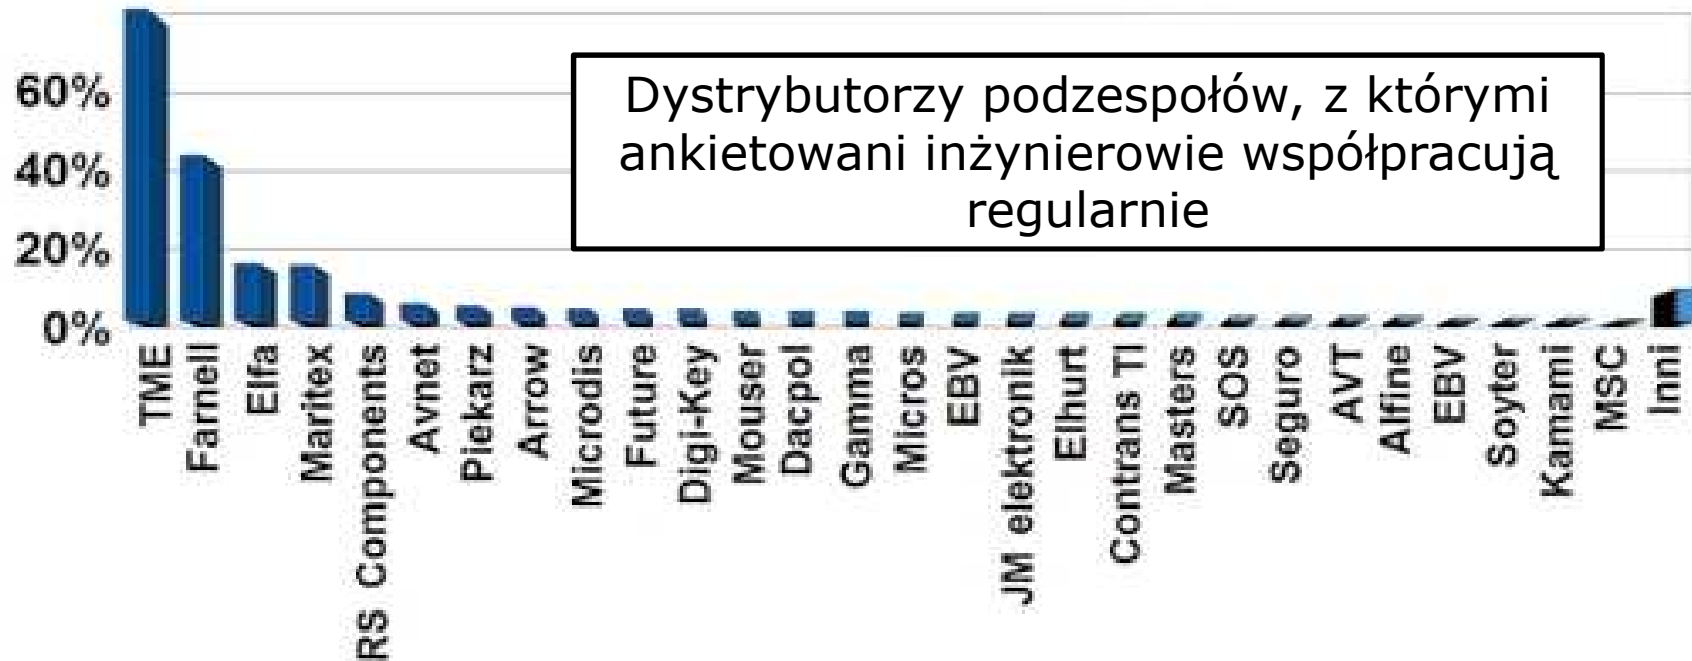 Dystrybutorzy podzespołów, z którymi
ankietowani inżynierowie współpracują
regularnie
60%
40%
20%
0%
TME
Farnell
Elfa
Maritex
RS Components
Avnet
Piekarz
Arrow
Microdis
Future
Digi-Key
Mouser
Dacpol
Gamma
Micros
EBV
JM elektronik
Elhurt
Contrans TI
Masters
SOS
Seguro
AVT
Alfine
EBV
Soyter
Kamami
MSC
Inni